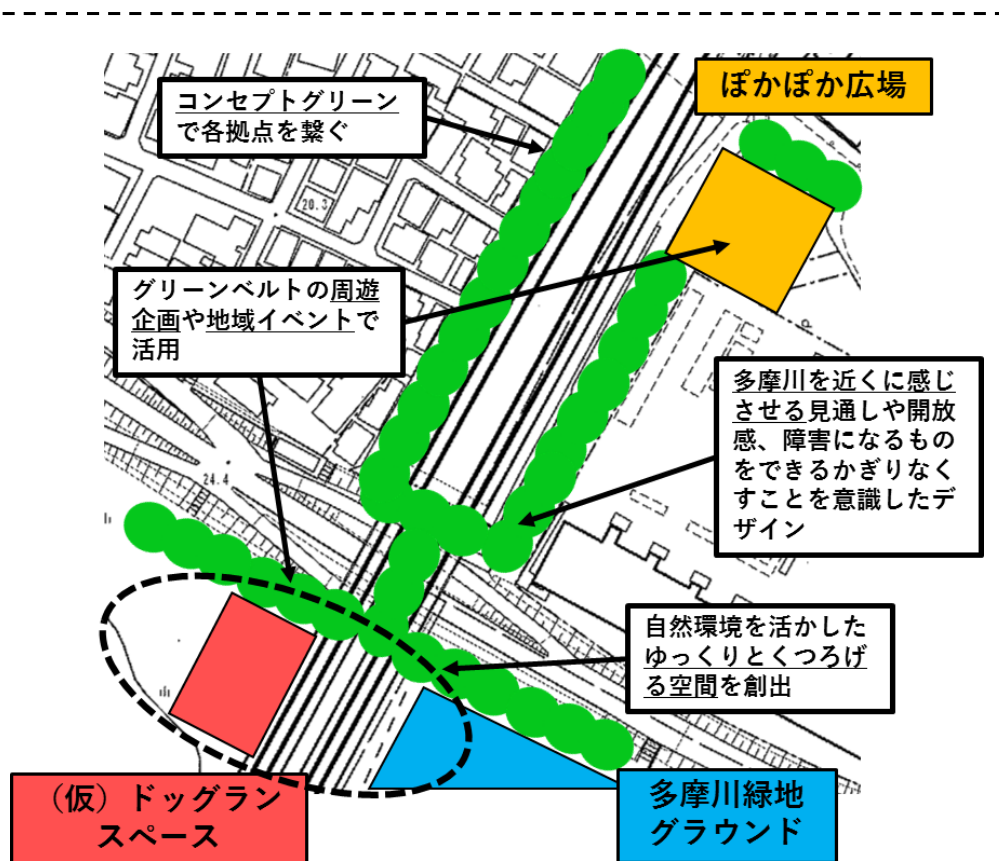 ぽかぽか広場
コンセプトグリーン
で各拠点を繋ぐ
20.3
グリーンベルトの周遊
企画や地域イベントで
活用
多摩川を近くに感じ
させる見通しや開放
感、障害になるもの
をできるかぎりなく
すことを意識したデ
ザイン
24.4
自然環境を活かした
ゆっくりとくつろげ
る空間を創出
（仮）ドッグラン
スペース
多摩川緑地
グラウンド